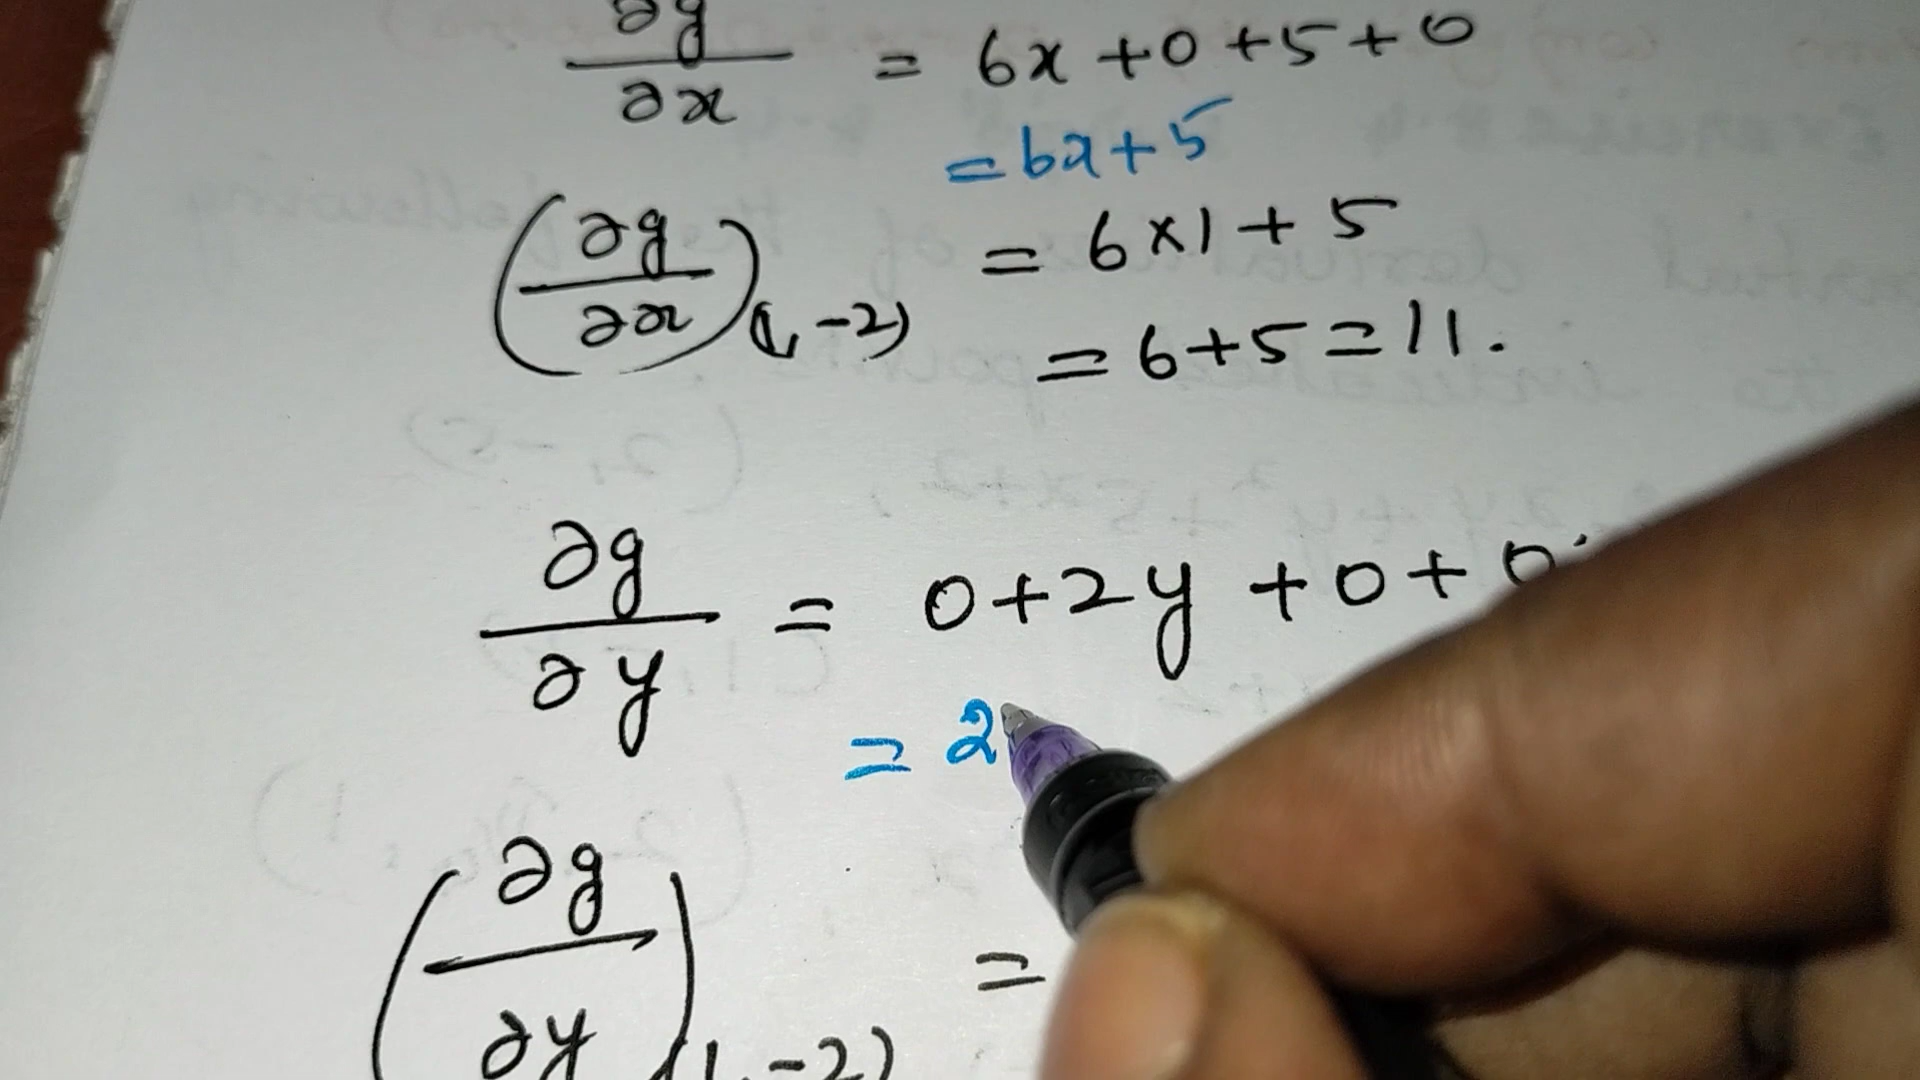 ∂g/∂x = 6x + 0 + 5 + 0
= 6x + 5
(∂g/∂x)(1, -2) = 6×1 + 5
= 6 + 5 = 11.
∂g/∂y = 0 + 2y + 0 + 0
= 2
(∂g/∂y)(1, -2) =